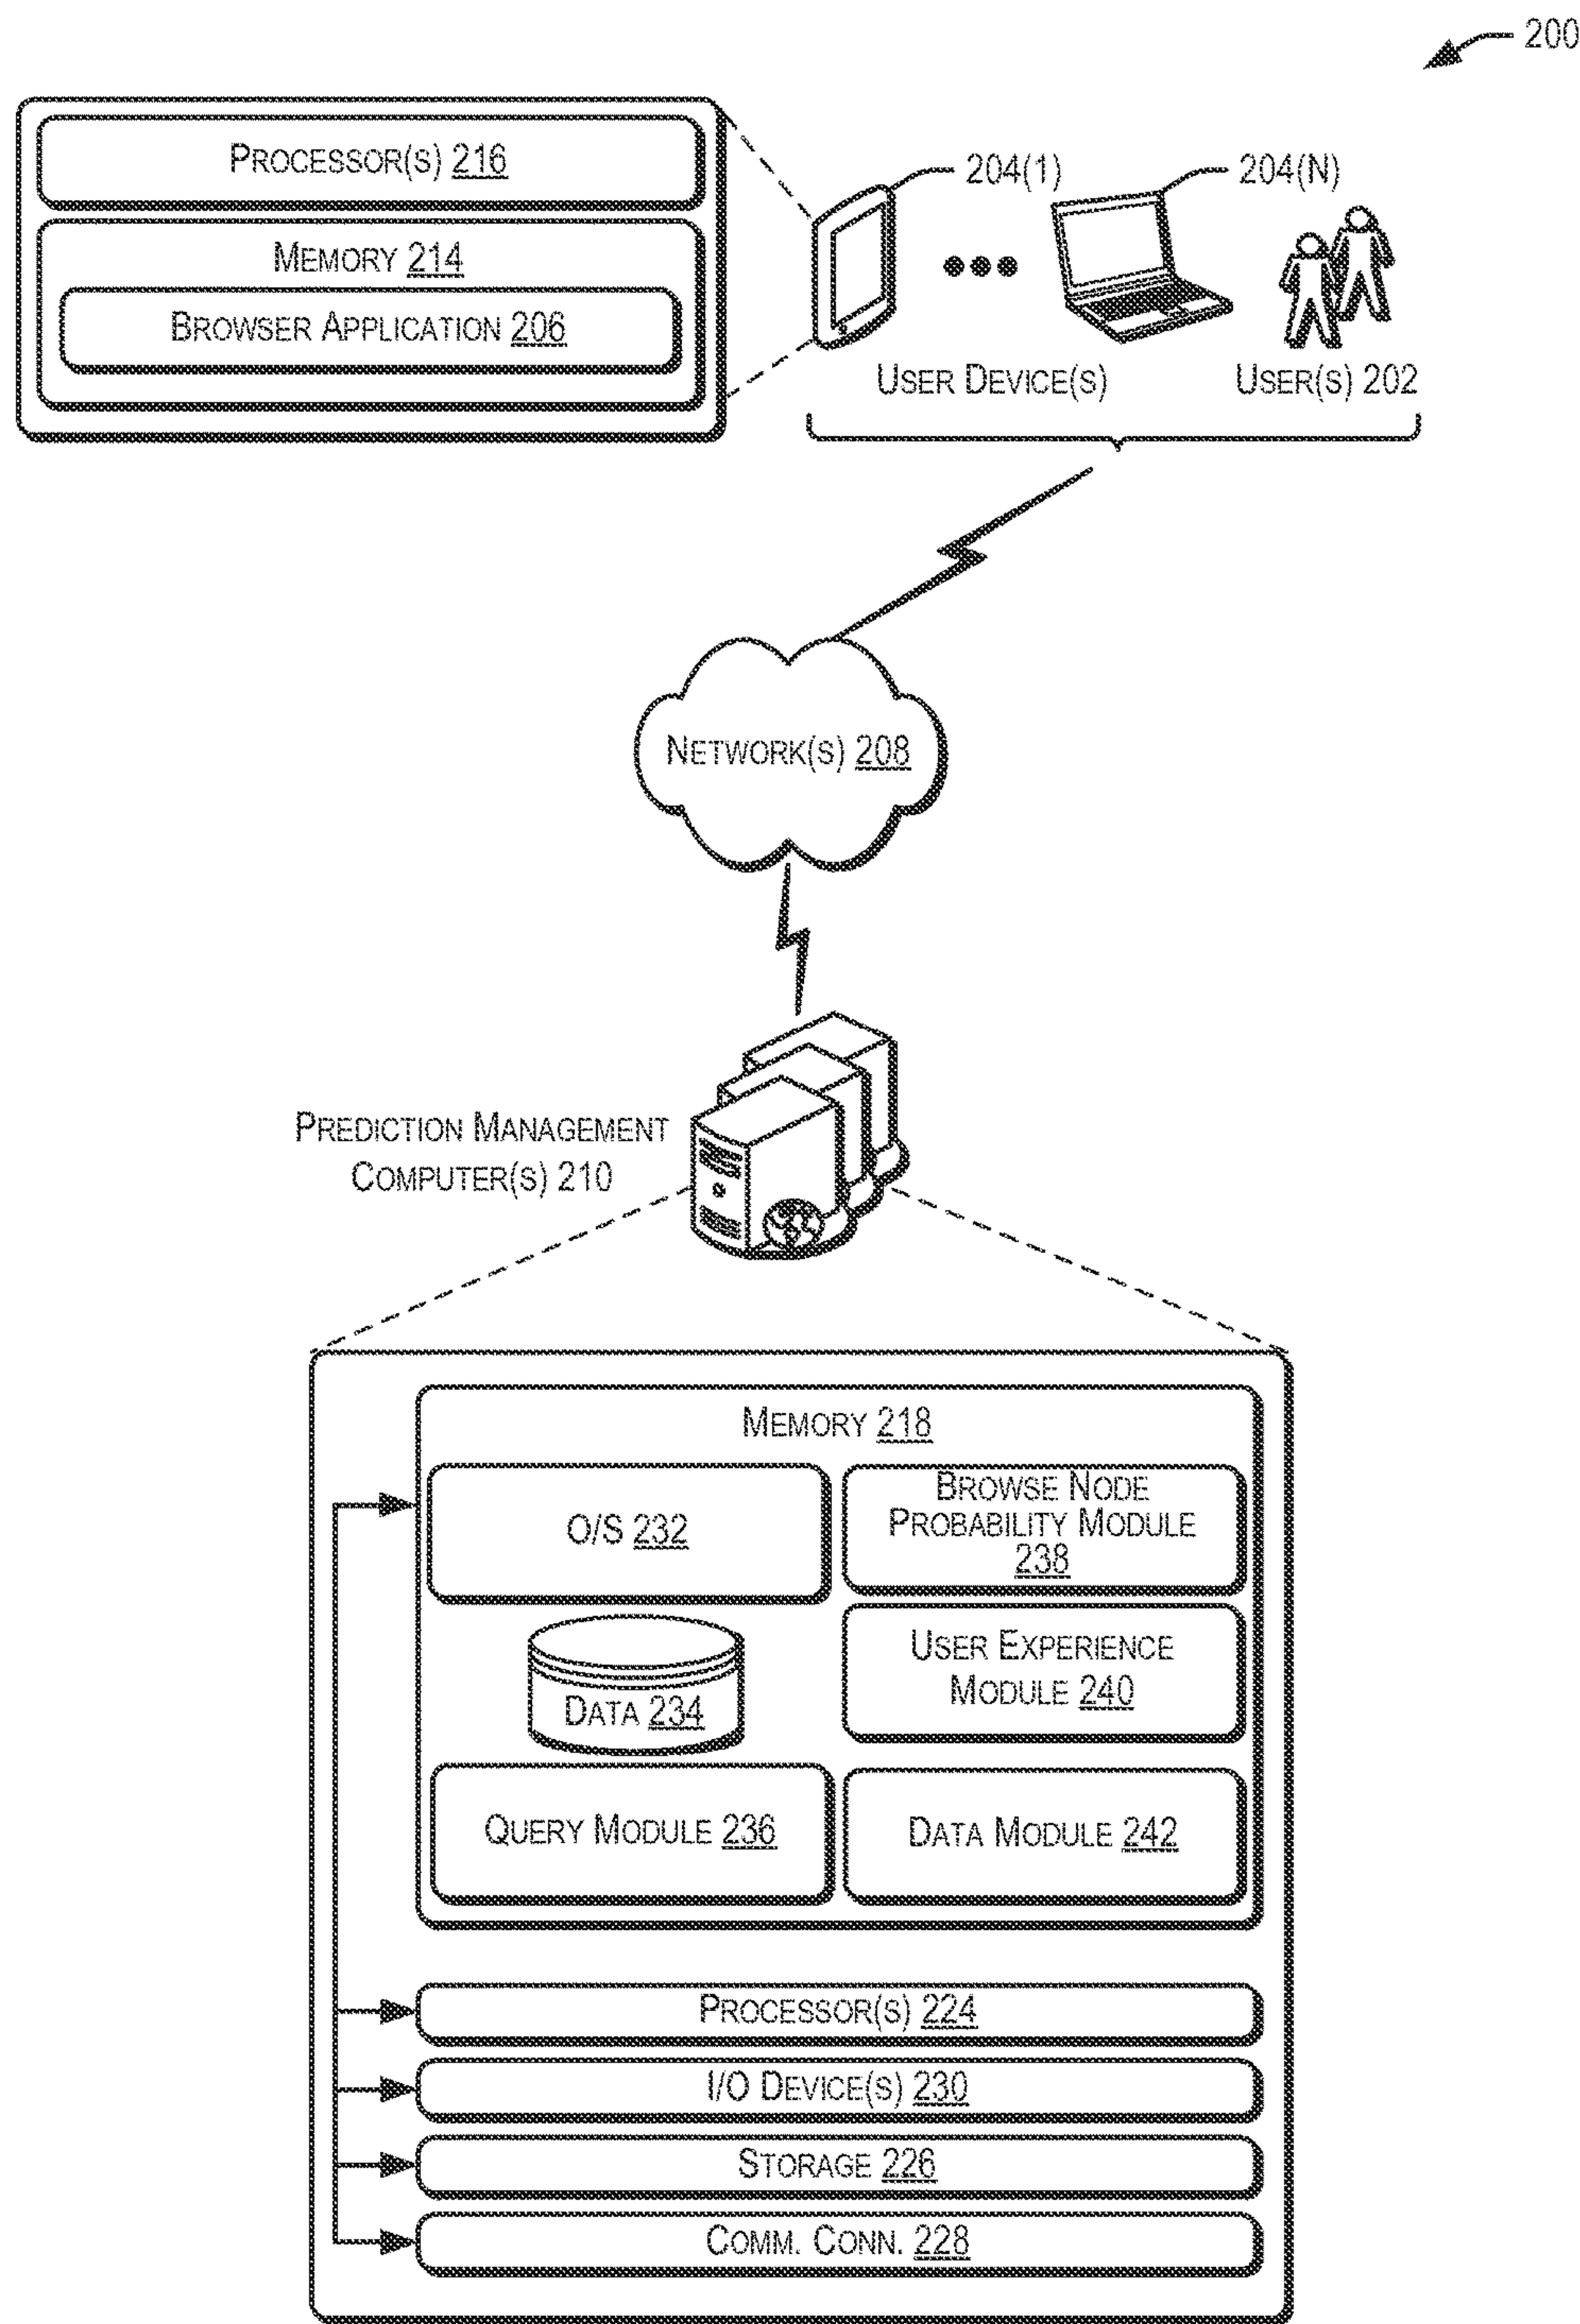 200
PROCESSOR(S) 216
MEMORY 214
BROWSER APPLICATION 206
204(1)
204(N)
USER DEVICE(S)
USER(S) 202
NETWORK(S) 208
PREDICTION MANAGEMENT
COMPUTER(S) 210
MEMORY 218
O/S 232
BROWSE NODE
PROBABILITY MODULE
238
DATA 234
USER EXPERIENCE
MODULE 240
QUERY MODULE 236
DATA MODULE 242
PROCESSOR(S) 224
I/O DEVICE(S) 230
STORAGE 226
COMM. CONN. 228